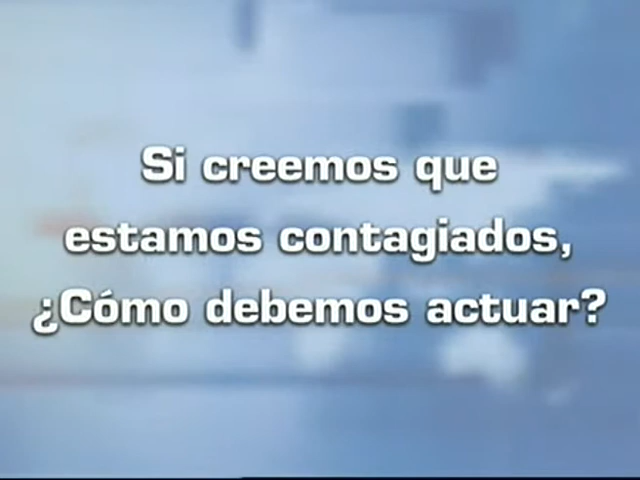 Si creemos que
estamos contagiados,
¿Cómo debemos actuar?